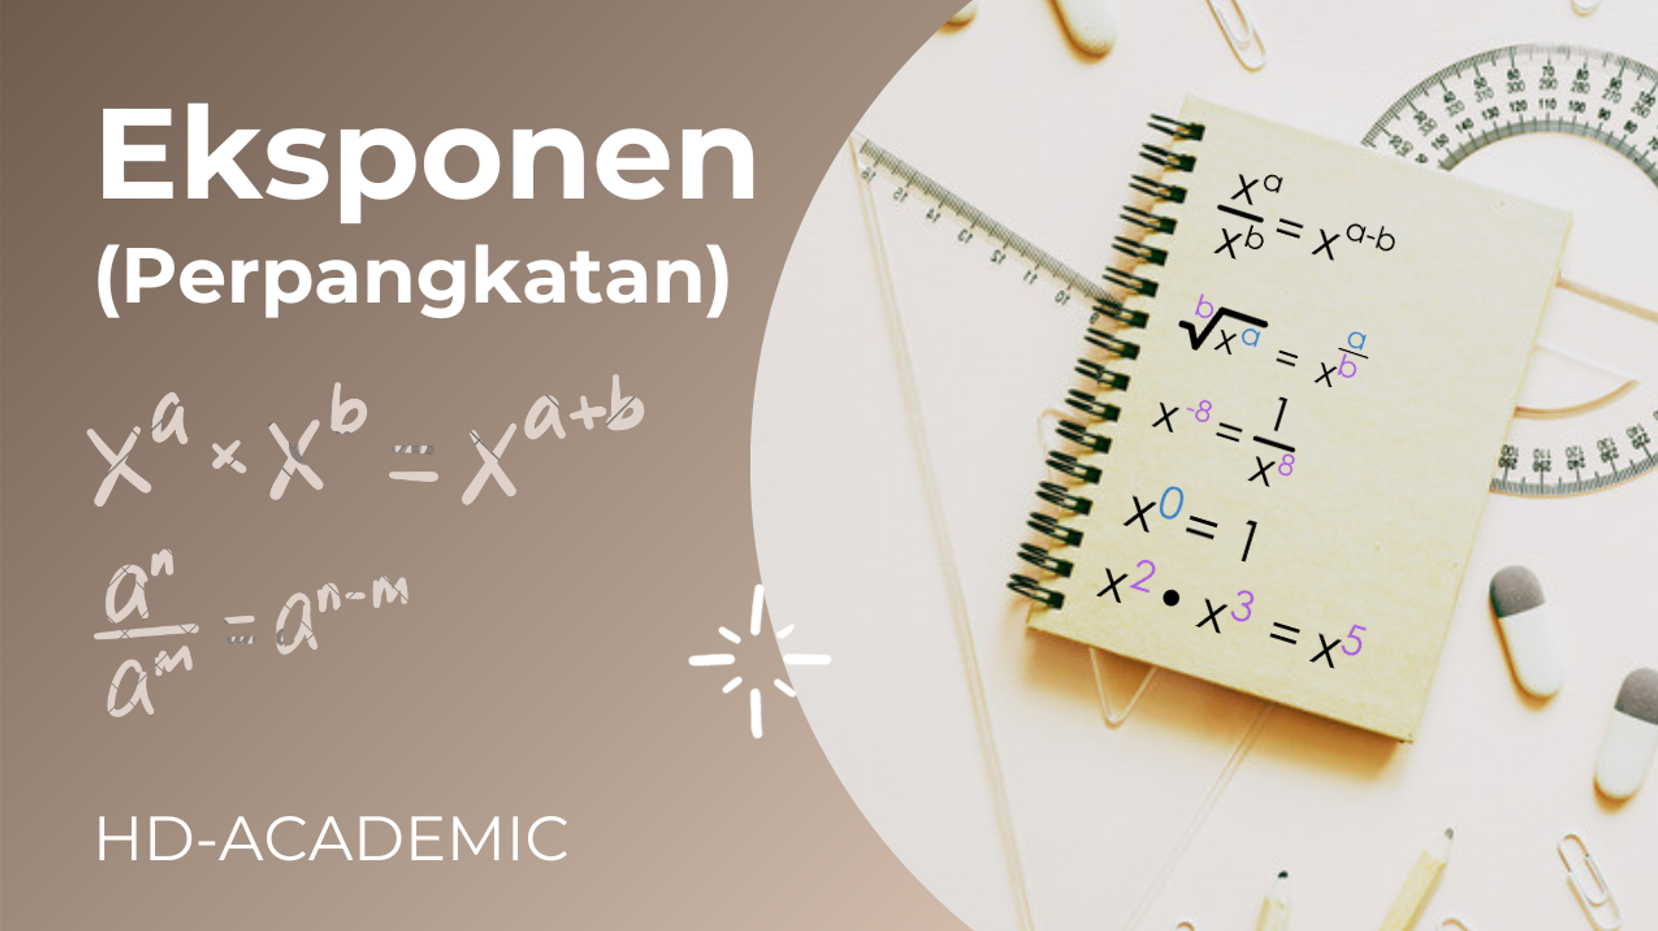 Eksponen
(Perpangkatan)
x^a × x^b = x^{a+b}
a^n / a^m = a^{n-m}
HD-ACADEMIC
x^a / x^b = x^{a-b}
ᵇ√x^a = x^{a/b}
x^{-8} = 1 / x^8
x^0 = 1
x^2 • x^3 = x^5